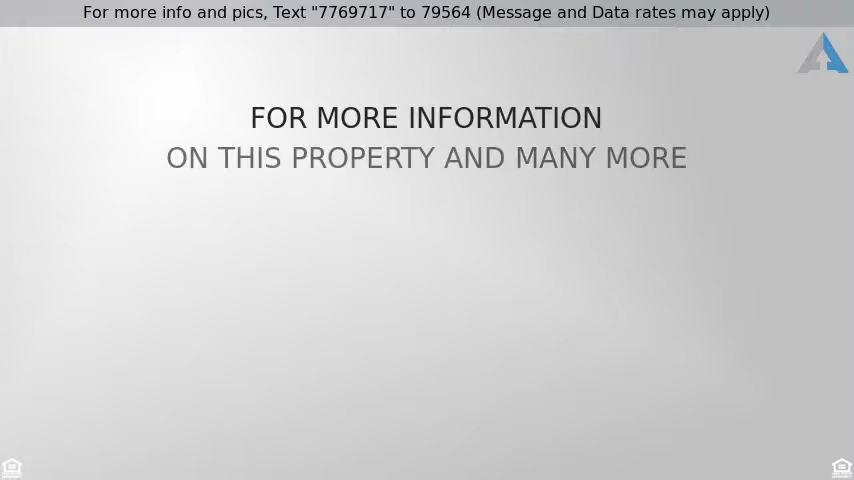 For more info and pics, Text "7769717" to 79564 (Message and Data rates may apply)
FOR MORE INFORMATION
ON THIS PROPERTY AND MANY MORE